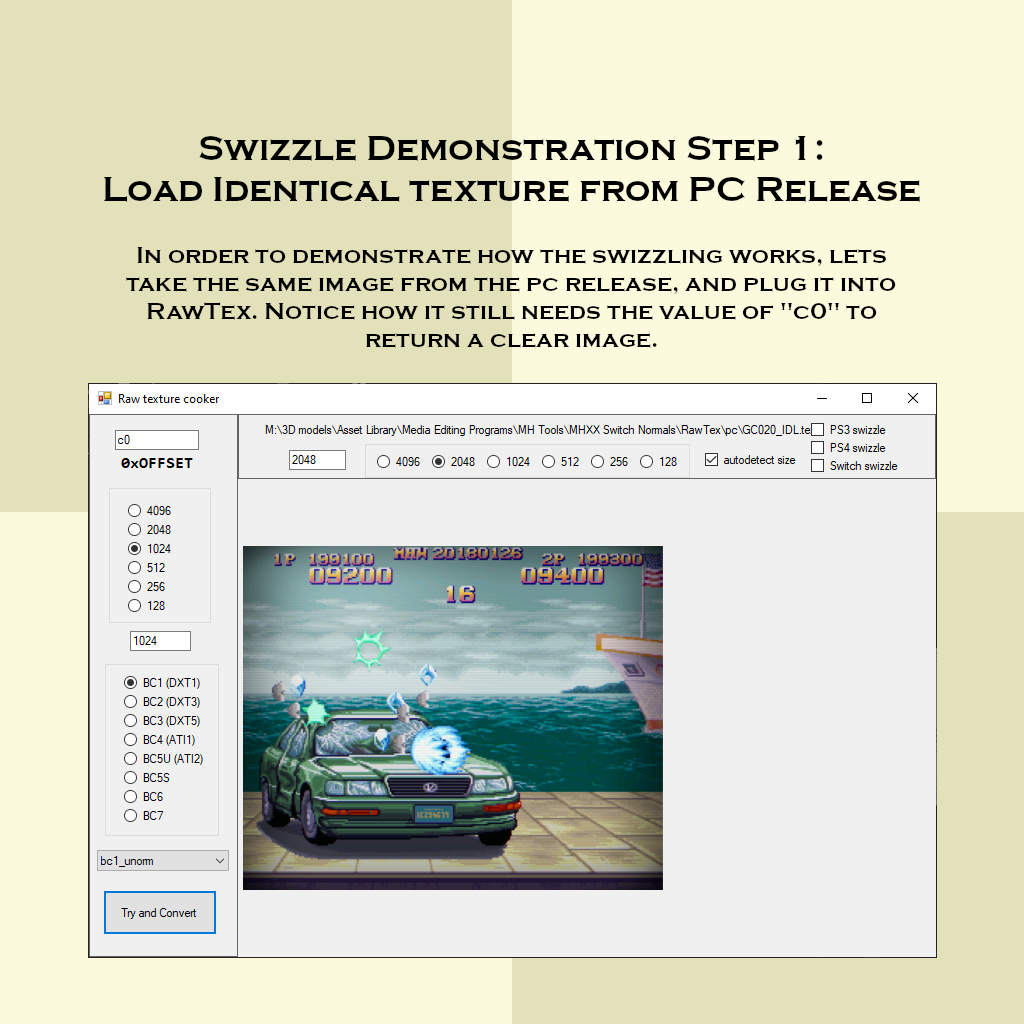 Swizzle Demonstration Step 1:
Load Identical texture from PC Release
In order to demonstrate how the swizzling works, lets
take the same image from the pc release, and plug it into
RawTex. Notice how it still needs the value of "c0" to
return a clear image.
Raw texture cooker
c0
0xOFFSET
4096
2048
1024
512
256
128
1024
BC1 (DXT1)
BC2 (DXT3)
BC3 (DXT5)
BC4 (ATI1)
BC5U (ATI2)
BC5S
BC6
BC7
bc1_unorm
Try and Convert
M:\3D models\Asset Library\Media Editing Programs\MH Tools\MHXX Switch Normals\RawTex\pc\GC020_IDL.te
2048
4096 2048 1024 512 256 128
autodetect size
PS3 swizzle
PS4 swizzle
Switch swizzle
1P 199100 20180126 2P 199300
09200 09400
16